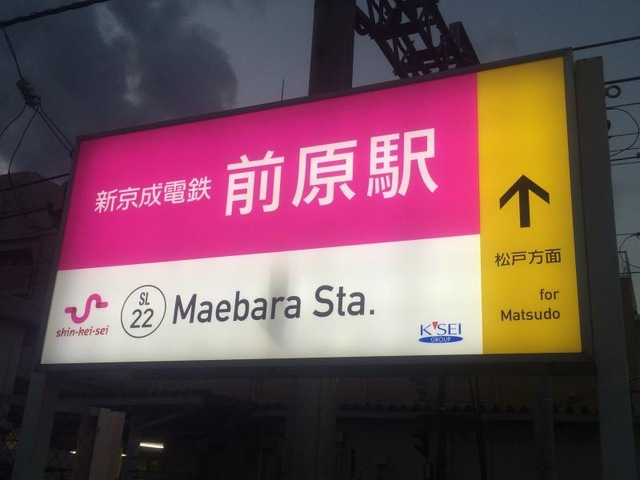 新京成電鉄 前原駅
shin-kei-sei
SL
22
Maebara Sta.
K'SEI
GROUP
松戸方面
for
Matsudo